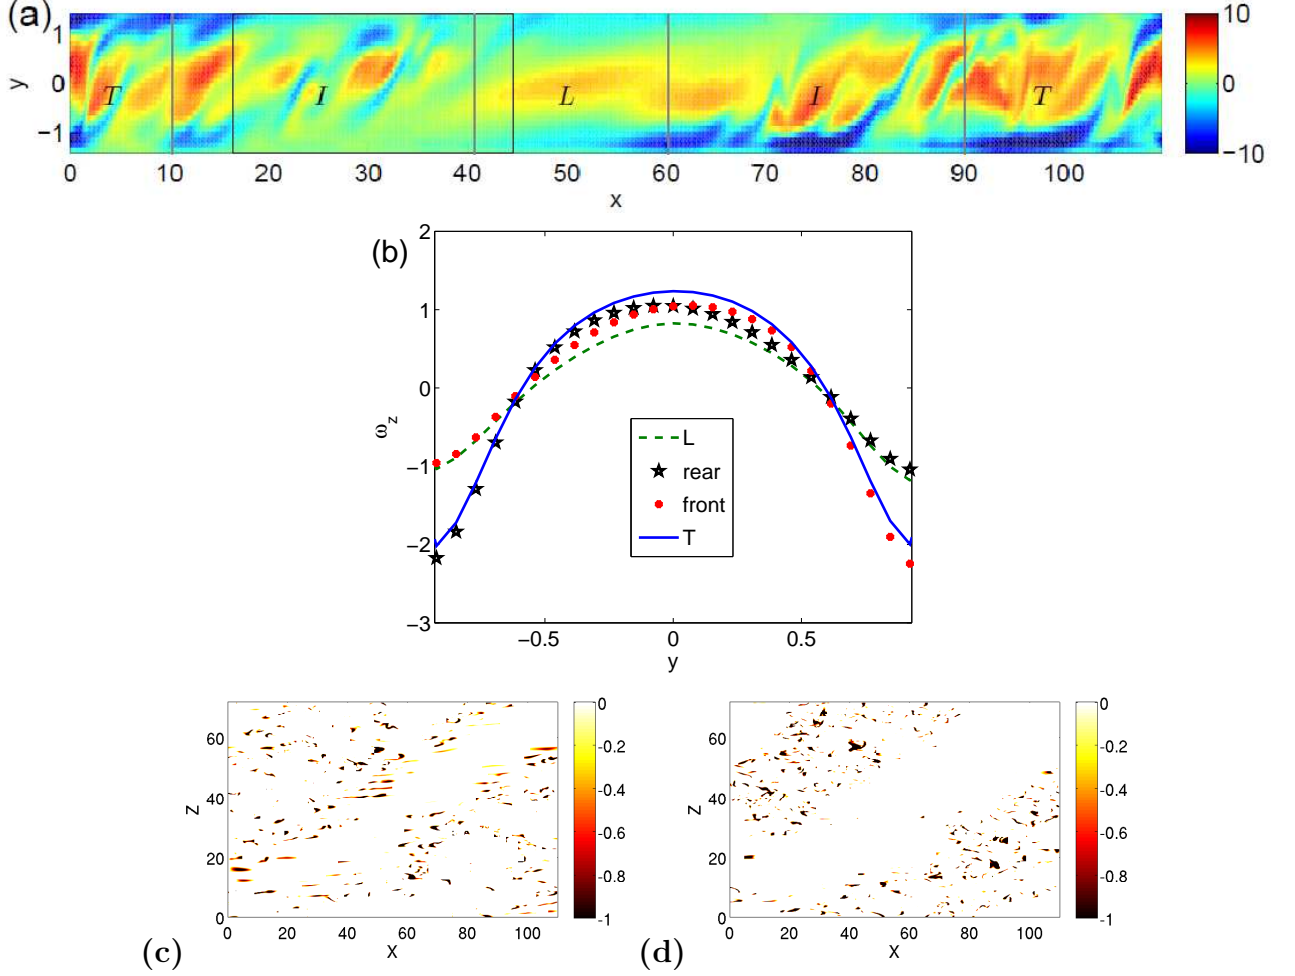 (a)
1
0
−1
y
T
I
L
I
T
10
0
−10
0 10 20 30 40 50 60 70 80 90 100
x
(b)
2
1
0
−1
−2
−3
ω_z
L
rear
front
T
−0.5 0 0.5
y
60
40
20
0
Z
0 20 40 60 80 100
X
0
-0.2
-0.4
-0.6
-0.8
-1
(c)
60
40
20
0
Z
0 20 40 60 80 100
X
0
-0.2
-0.4
-0.6
-0.8
-1
(d)